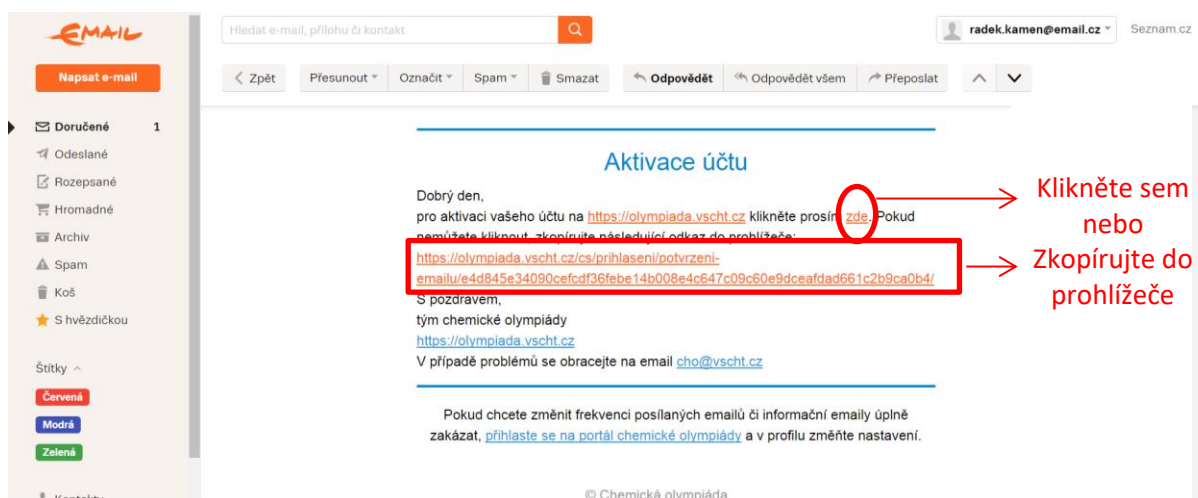 EMAIL
Hledat e-mail, přílohu či kontakt
radek.kamen@email.cz
Seznam.cz
Napsat e-mail
Zpět
Přesunout
Označit
Spam
Smazat
Odpovědět
Odpovědět všem
Přeposlat
Doručené 1
Odeslané
Rozepsané
Hromadné
Archiv
Spam
Koš
S hvězdičkou
Štítky
Červená
Modrá
Zelená
Kontakty
Aktivace účtu
Dobrý den,
pro aktivaci vašeho účtu na https://olympiada.vscht.cz klikněte prosím zde. Pokud
nemůžete kliknout, zkopírujte následující odkaz do prohlížeče:
https://olympiada.vscht.cz/cs/prihlaseni/potvrzeni-
emailu/e4d845e34090cefcdf36febe14b008e4c647c09c60e9dceafdad661c2b9ca0b4/
S pozdravem,
tým chemické olympiády
https://olympiada.vscht.cz
V případě problémů se obracejte na email cho@vscht.cz
Pokud chcete změnit frekvenci posílaných emailů či informační emaily úplně
zakázat, přihlaste se na portál chemické olympiády a v profilu změňte nastavení.
© Chemická olympiáda
Klikněte sem
nebo
Zkopírujte do
prohlížeče